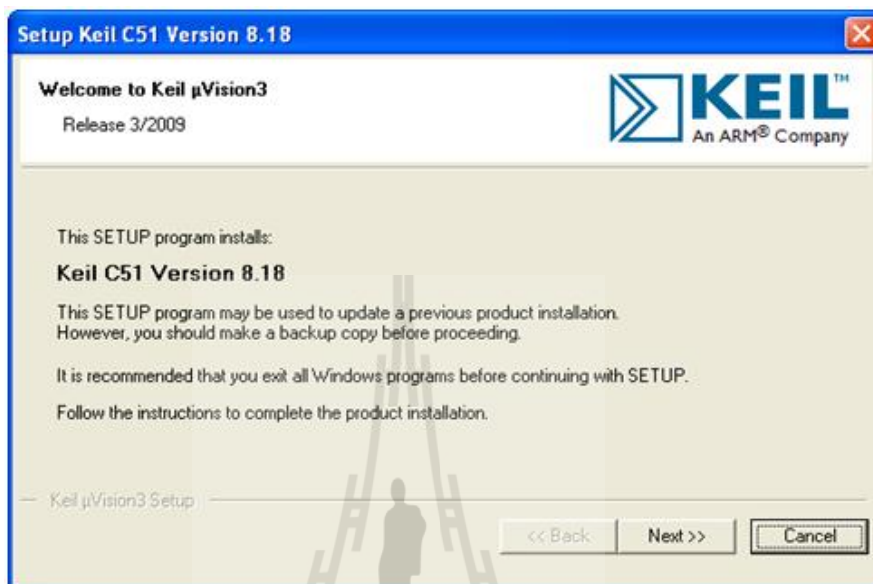 Setup Keil C51 Version 8.18
Welcome to Keil µVision3
Release 3/2009
KEIL™
An ARM® Company
This SETUP program installs:
Keil C51 Version 8.18
This SETUP program may be used to update a previous product installation.
However, you should make a backup copy before proceeding.
It is recommended that you exit all Windows programs before continuing with SETUP.
Follow the instructions to complete the product installation.
Keil µVision3 Setup
<< Back
Next >>
Cancel